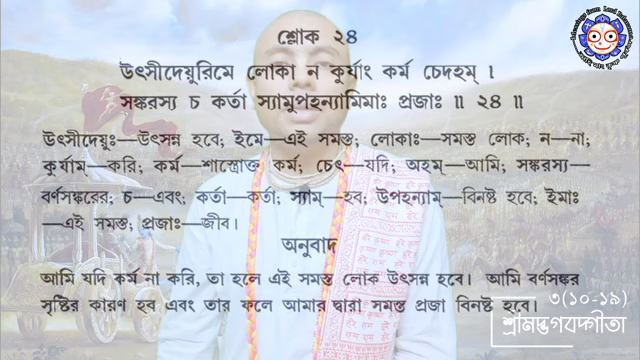 শ্লোক ২৪
উৎসীদেয়ুরিমে লোকা ন কুর্যাং কর্ম চেদহম্ ।
সঙ্করস্য চ কর্তা স্যামুপহন্যামিমাঃ প্রজাঃ ॥ ২৪ ॥
উৎসীদেয়ুঃ—উৎসন্ন হবে; ইমে—এই সমস্ত; লোকাঃ—সমস্ত লোক; ন—না;
কুর্যাম্—করি; কর্ম—শাস্ত্রোক্ত কর্ম; চেৎ—যদি; অহম্—আমি; সঙ্করস্য—
বর্ণসঙ্করের; চ—এবং; কর্তা—কর্তা; স্যাম্—হব; উপহন্যাম্—বিনষ্ট হবে; ইমাঃ
—এই সমস্ত; প্রজাঃ—জীব।
অনুবাদ
আমি যদি কর্ম না করি, তা হলে এই সমস্ত লোক উৎসন্ন হবে। আমি বর্ণসঙ্কর
সৃষ্টির কারণ হব এবং তার ফলে আমার দ্বারা সমস্ত প্রজা বিনষ্ট হবে।
৩(১০-১৯)
শ্রীমদ্ভগবদ্গীতা